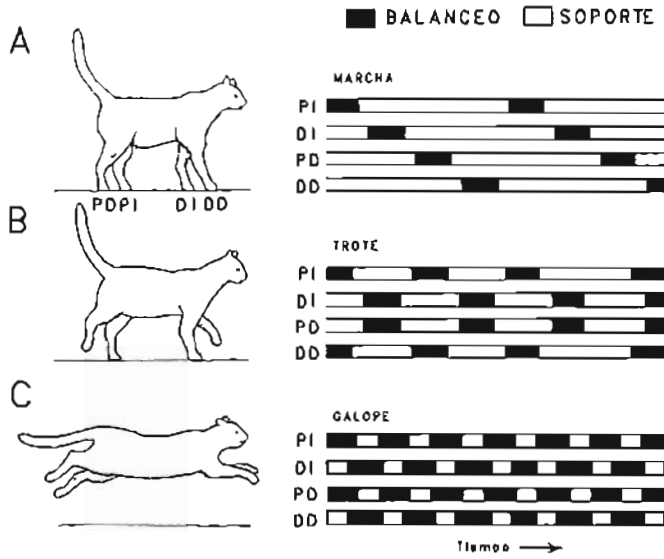 BALANCEO SOPORTE
A
MARCHA
PI
DI
PD
DD
PDPI DIDD
B
TROTE
PI
DI
PD
DD
C
GALOPE
PI
DI
PD
DD
Tiempo